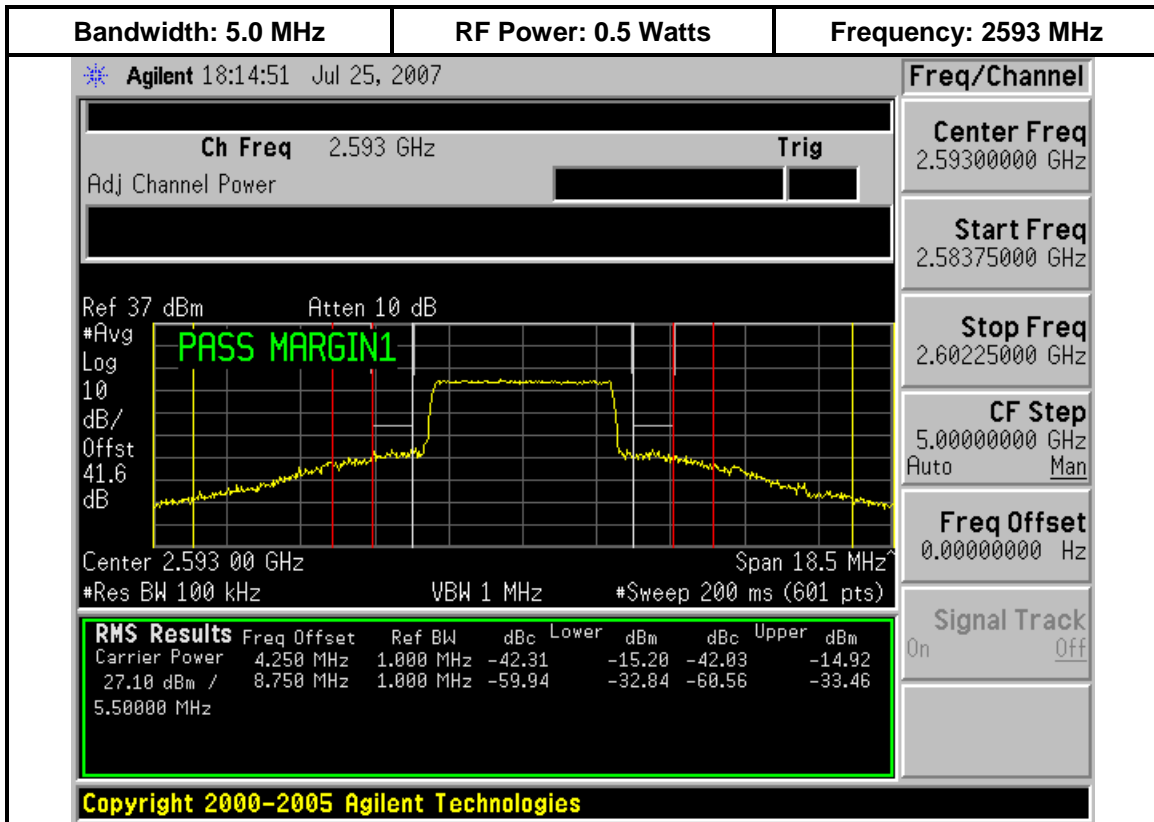 Bandwidth: 5.0 MHz RF Power: 0.5 Watts Frequency: 2593 MHz
Agilent 18:14:51 Jul 25, 2007 Freq/Channel
Ch Freq 2.593 GHz Trig
Adj Channel Power
Center Freq
2.59300000 GHz
Start Freq
2.58375000 GHz
Stop Freq
2.60225000 GHz
CF Step
5.00000000 GHz
Auto Man
Freq Offset
0.00000000 Hz
Signal Track
On Off
Ref 37 dBm Atten 10 dB
#Avg
Log
10
dB/
Offst
41.6
dB
PASS MARGIN1
Center 2.593 00 GHz Span 18.5 MHz^
#Res BW 100 kHz VBW 1 MHz #Sweep 200 ms (601 pts)
RMS Results Freq Offset Ref BW dBc Lower dBm dBc Upper dBm
Carrier Power 4.250 MHz 1.000 MHz -42.31 -15.20 -42.03 -14.92
27.10 dBm / 8.750 MHz 1.000 MHz -59.94 -32.84 -60.56 -33.46
5.50000 MHz
Copyright 2000-2005 Agilent Technologies